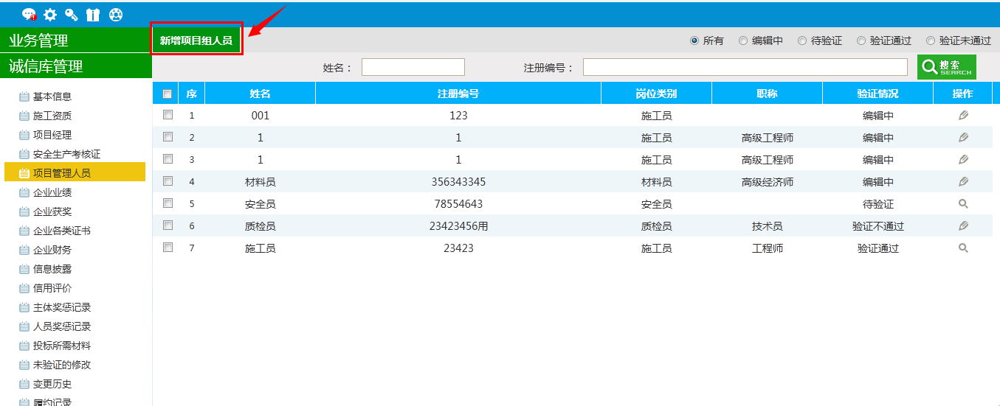 业务管理
新增项目组人员
所有 编辑中 待验证 验证通过 验证未通过
诚信库管理
姓名： 注册编号： 搜索 SEARCH
序 姓名 注册编号 岗位类别 职称 验证情况 操作
1 001 123 施工员 编辑中
2 1 1 施工员 高级工程师 编辑中
3 1 1 施工员 高级工程师 编辑中
4 材料员 356343345 材料员 高级经济师 编辑中
5 安全员 78554643 安全员 待验证
6 质检员 23423456用 质检员 技术员 验证不通过
7 施工员 23423 施工员 工程师 验证通过
基本信息
施工资质
项目经理
安全生产考核证
项目管理人员
企业业绩
企业获奖
企业各类证书
企业财务
信息披露
信用评价
主体奖惩记录
人员奖惩记录
投标所需材料
未验证的修改
变更历史
履约记录